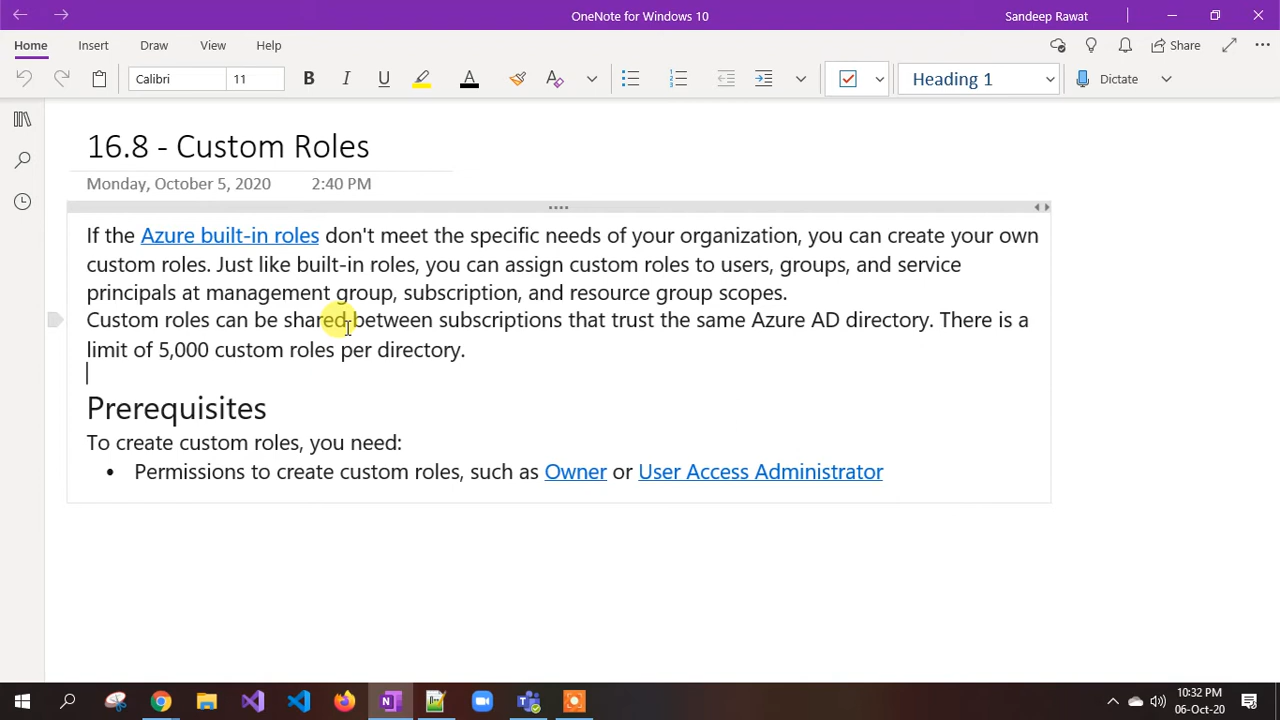 OneNote for Windows 10
Sandeep Rawat
Home Insert Draw View Help
Share
Calibri 11 B I U A A Heading 1 Dictate
16.8 - Custom Roles
Monday, October 5, 2020 2:40 PM
If the Azure built-in roles don't meet the specific needs of your organization, you can create your own
custom roles. Just like built-in roles, you can assign custom roles to users, groups, and service
principals at management group, subscription, and resource group scopes.
Custom roles can be shared between subscriptions that trust the same Azure AD directory. There is a
limit of 5,000 custom roles per directory.
Prerequisites
To create custom roles, you need:
• Permissions to create custom roles, such as Owner or User Access Administrator
10:32 PM
06-Oct-20